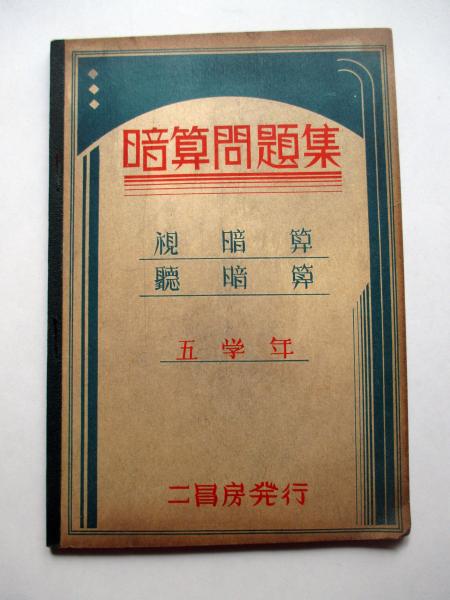 暗算問題集
視暗算
聽暗算
五学年
二昌房発行